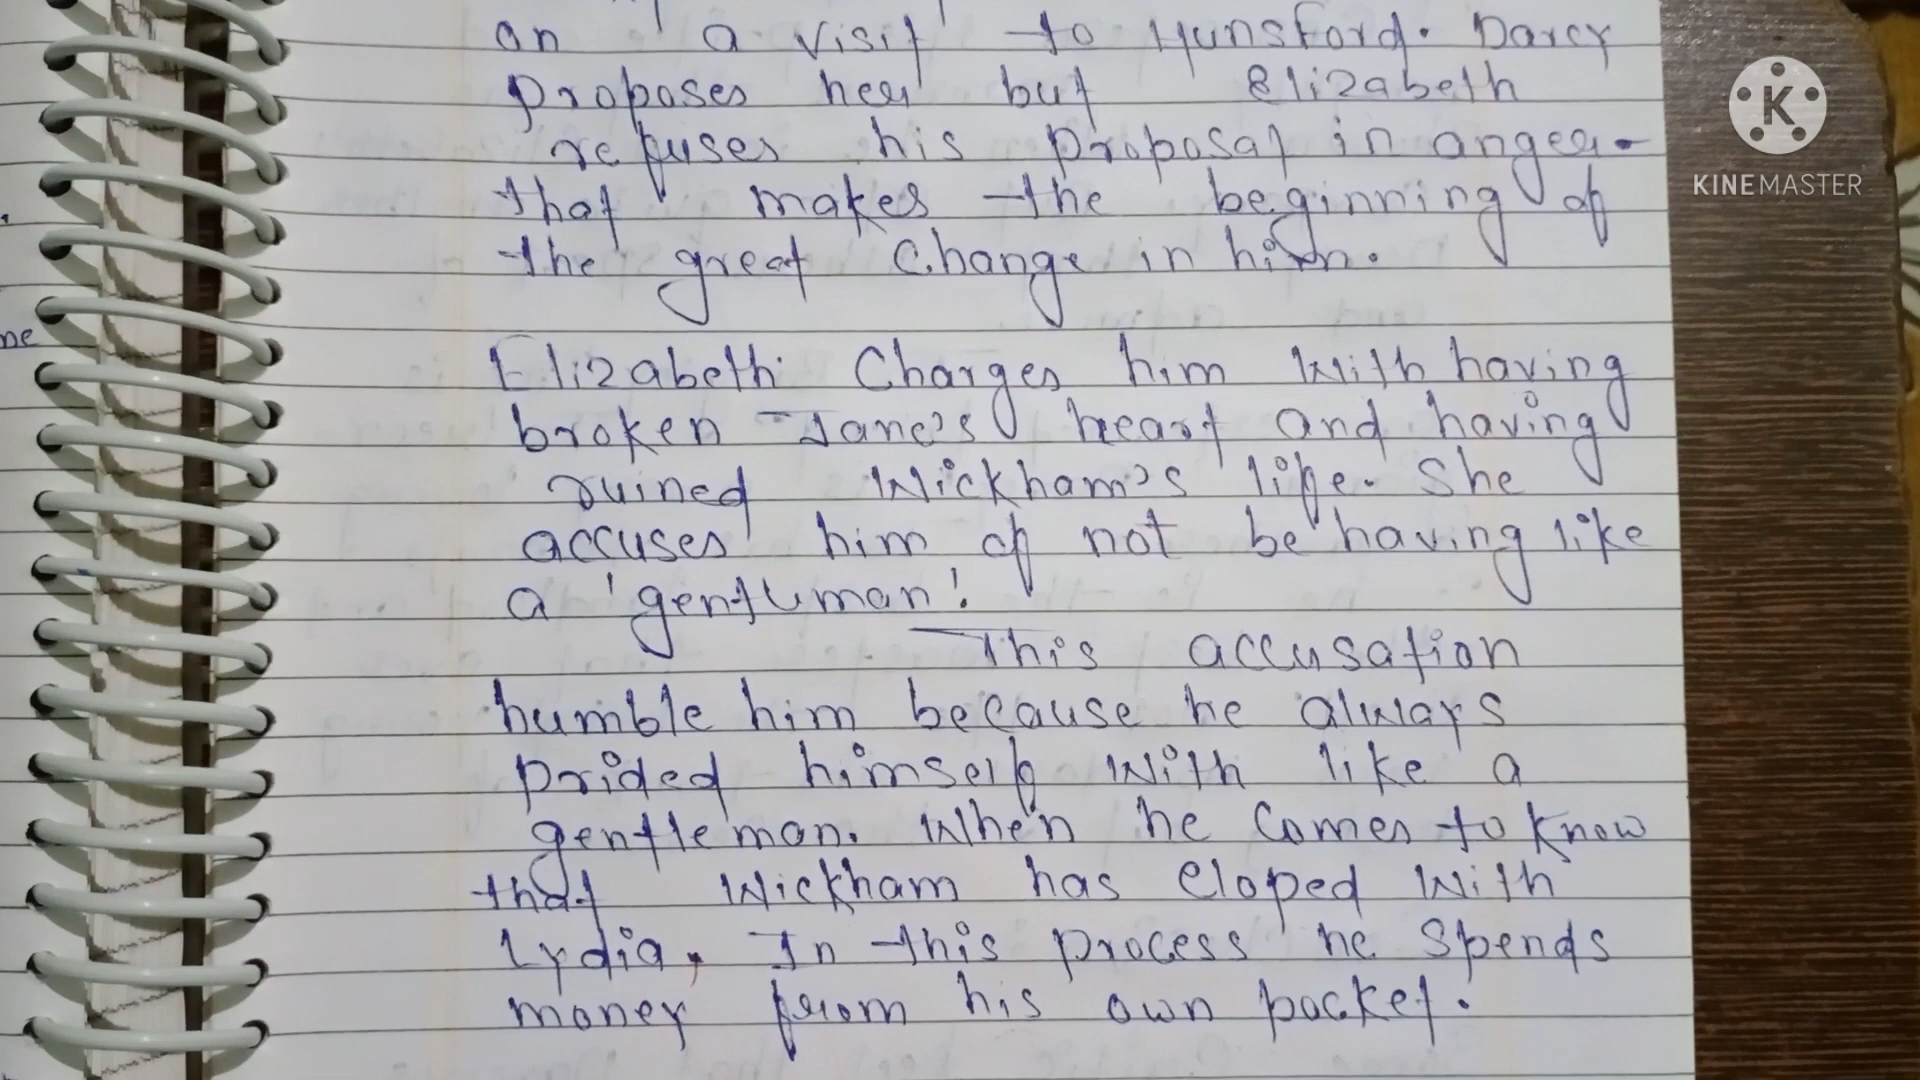 on a visit to Hunsford. Darcy
proposes her but Elizabeth
refuses his proposal in anger.
that makes the beginning of
the great change in him.
ne
Elizabeth Charges him with having
broken Jane's heart and having
ruined Wickham's life. She
accuses him of not behaving like
a 'gentleman'.
This accusation
humble him because he always
prided himself with like a
gentleman. When he comes to know
that Wickham has eloped with
Lydia, In this process he spends
money from his own pocket.
K
KINEMASTER